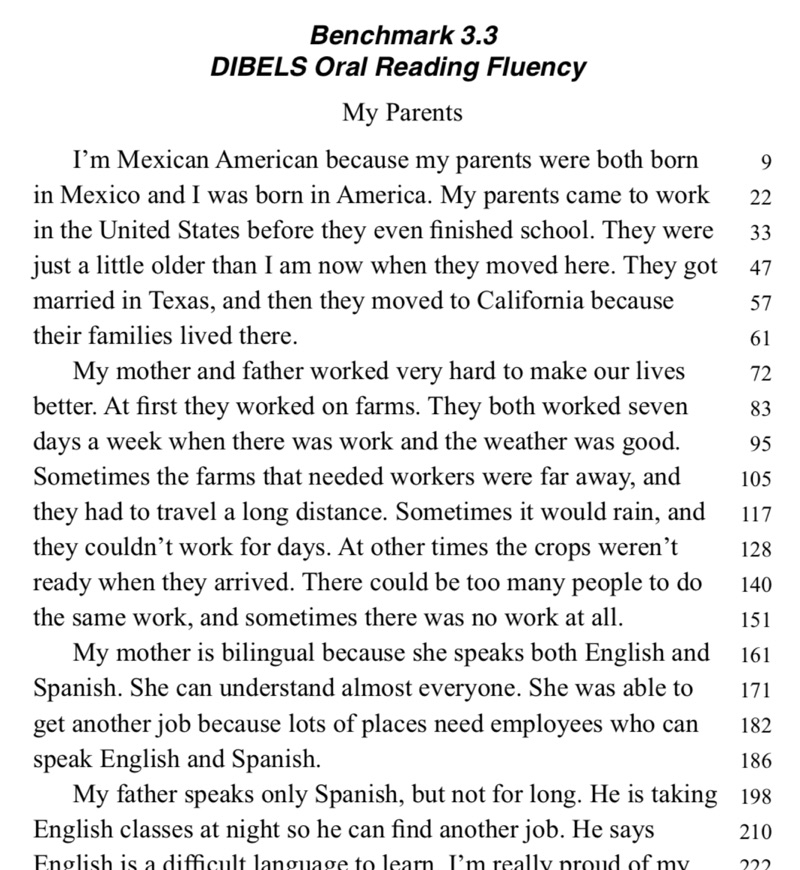 Benchmark 3.3
DIBELS Oral Reading Fluency
My Parents
I'm Mexican American because my parents were both born 9
in Mexico and I was born in America. My parents came to work 22
in the United States before they even finished school. They were 33
just a little older than I am now when they moved here. They got 47
married in Texas, and then they moved to California because 57
their families lived there. 61
My mother and father worked very hard to make our lives 72
better. At first they worked on farms. They both worked seven 83
days a week when there was work and the weather was good. 95
Sometimes the farms that needed workers were far away, and 105
they had to travel a long distance. Sometimes it would rain, and 117
they couldn't work for days. At other times the crops weren't 128
ready when they arrived. There could be too many people to do 140
the same work, and sometimes there was no work at all. 151
My mother is bilingual because she speaks both English and 161
Spanish. She can understand almost everyone. She was able to 171
get another job because lots of places need employees who can 182
speak English and Spanish. 186
My father speaks only Spanish, but not for long. He is taking 198
English classes at night so he can find another job. He says 210
English is a difficult language to learn. I'm really proud of my 222